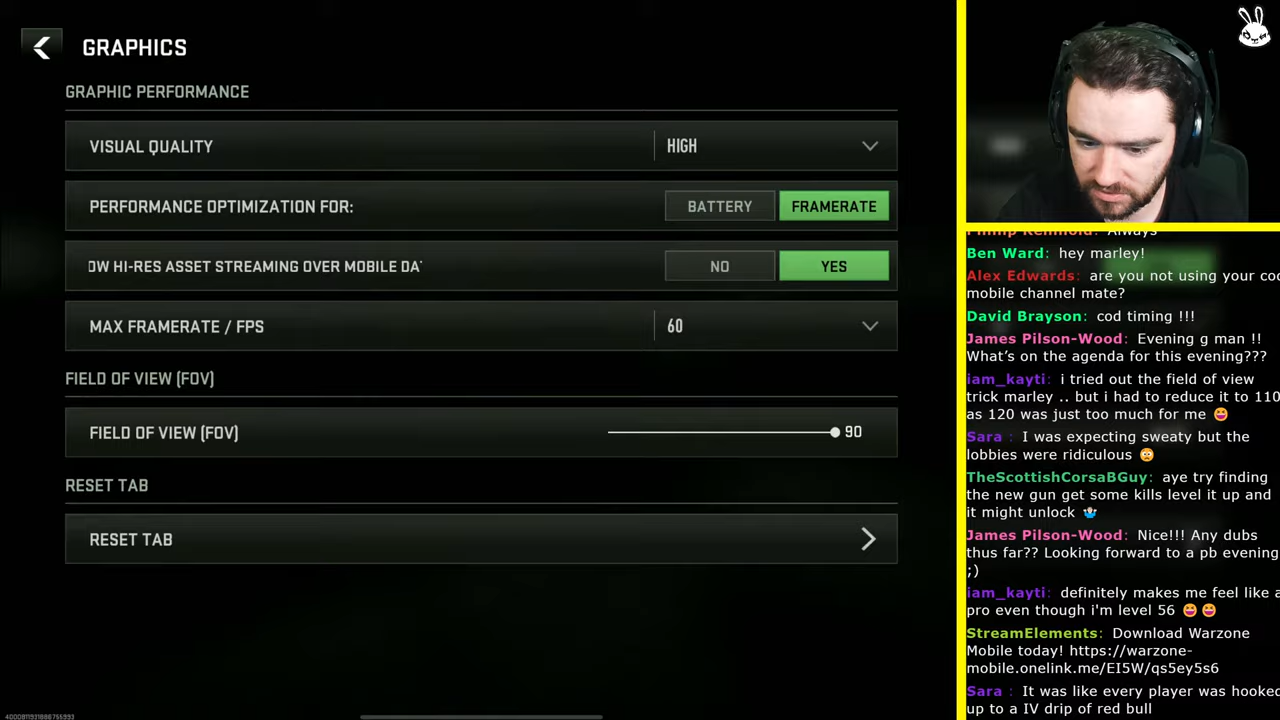 GRAPHICS
GRAPHIC PERFORMANCE
VISUAL QUALITY
HIGH
PERFORMANCE OPTIMIZATION FOR:
BATTERY
FRAMERATE
OW HI-RES ASSET STREAMING OVER MOBILE DA
NO
YES
MAX FRAMERATE / FPS
60
FIELD OF VIEW (FOV)
FIELD OF VIEW (FOV)
90
RESET TAB
RESET TAB
Always
Ben Ward: hey marley!
Alex Edwards: are you not using your cod
mobile channel mate?
David Brayson: cod timing !!!
James Pilson-Wood: Evening g man !!
What's on the agenda for this evening???
iam_kayti: i tried out the field of view
trick marley .. but i had to reduce it to 110
as 120 was just too much for me 😆
Sara : I was expecting sweaty but the
lobbies were ridiculous 😳
TheScottishCorsaBGuy: aye try finding
the new gun get some kills level it up and
it might unlock 🤷‍♂️
James Pilson-Wood: Nice!!! Any dubs
thus far?? Looking forward to a pb evening
;)
iam_kayti: definitely makes me feel like a
pro even though i'm level 56 😆 😆
StreamElements: Download Warzone
Mobile today! https://warzone-
mobile.onelink.me/EI5W/qs5ey5s6
Sara : It was like every player was hooked
up to a IV drip of red bull